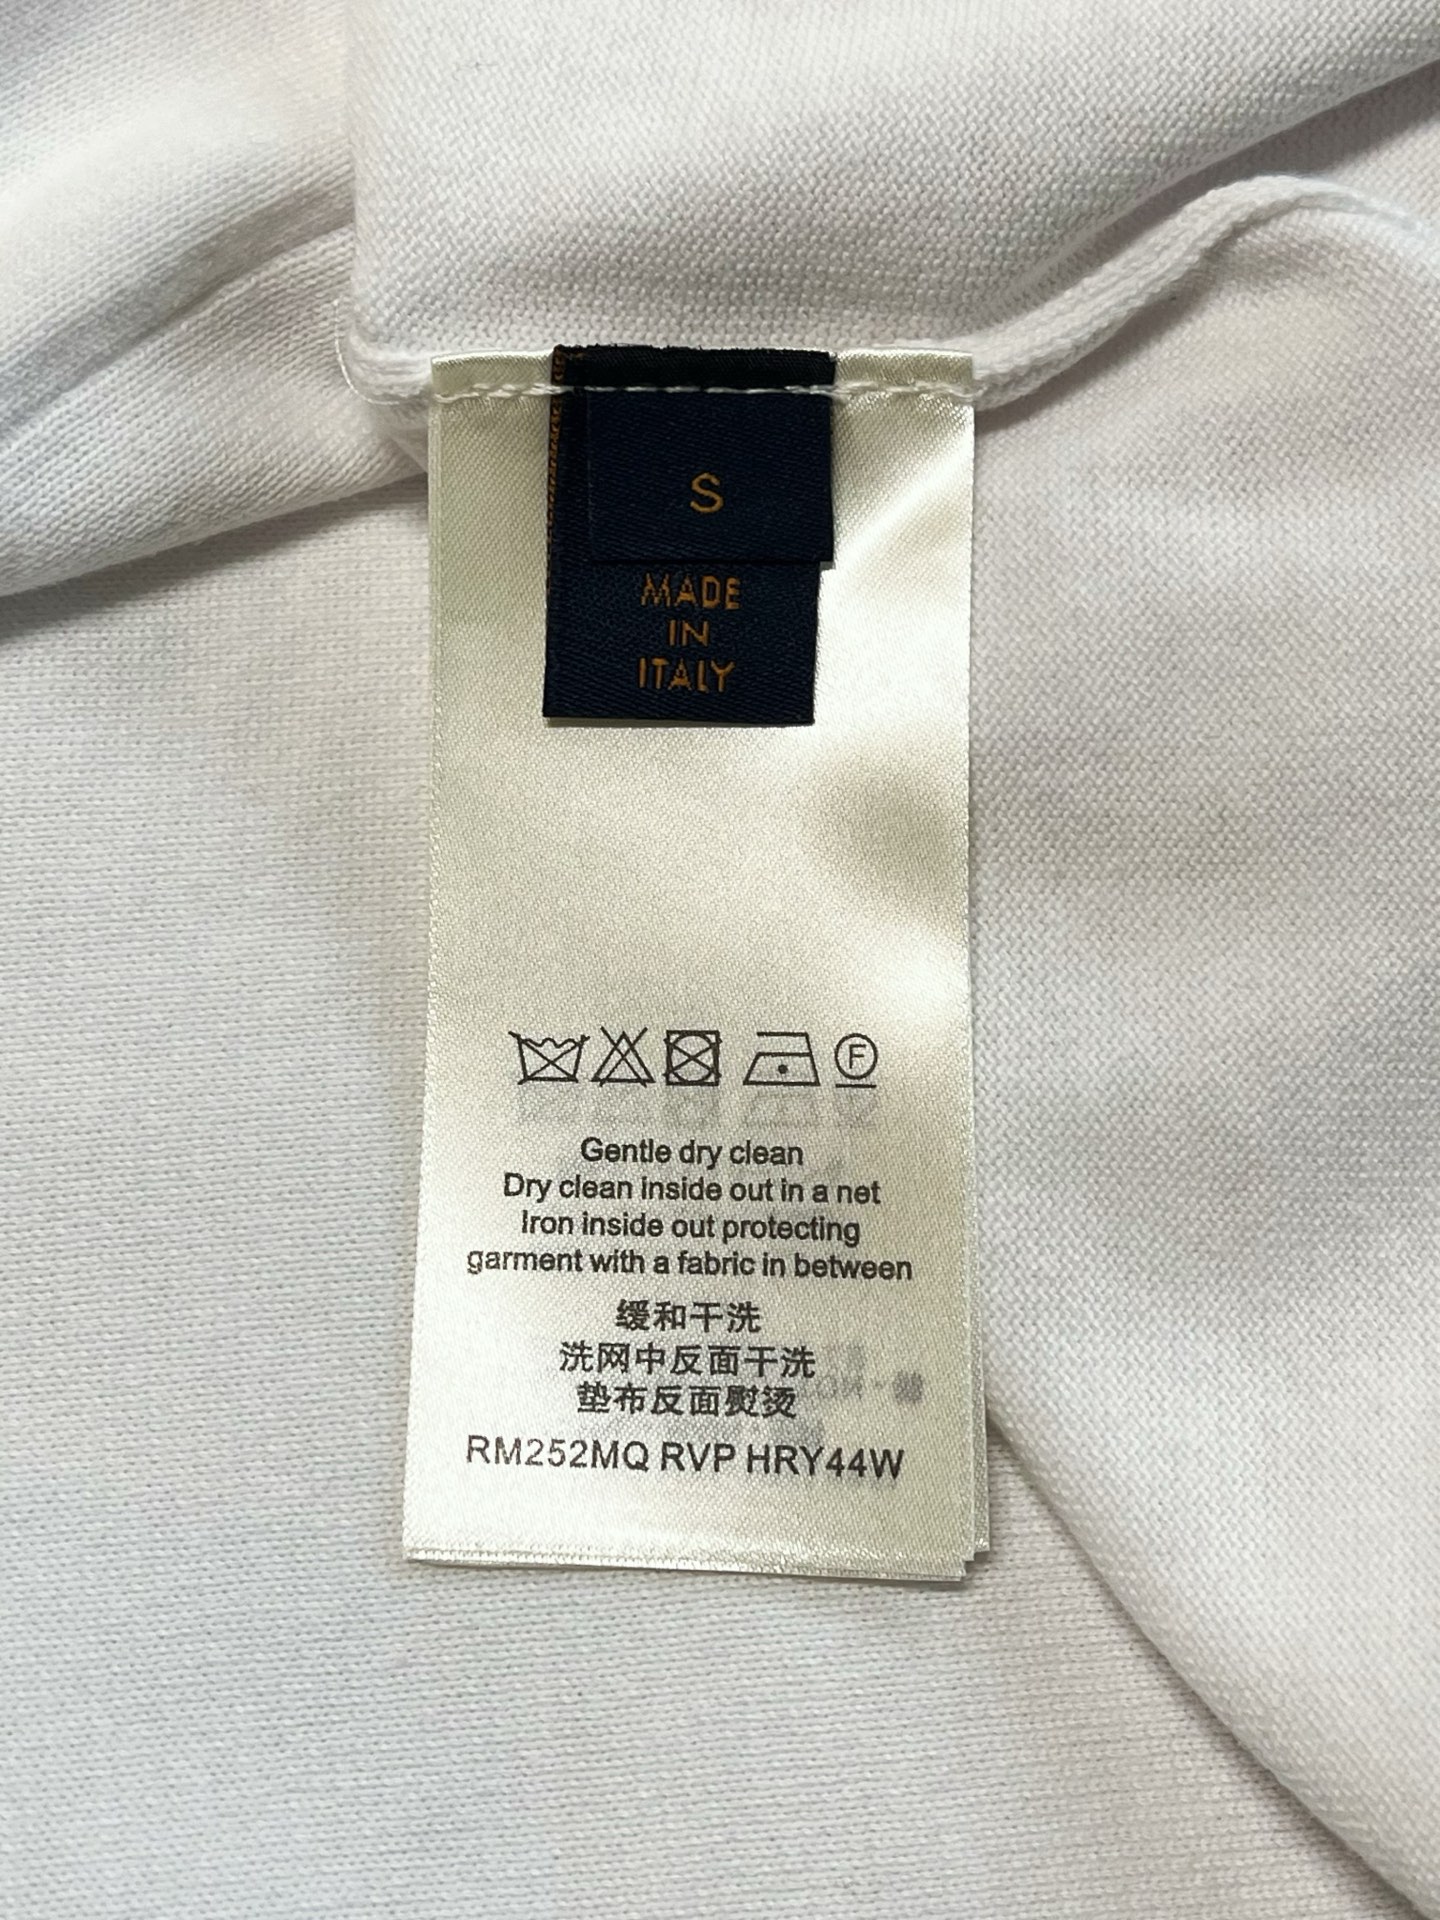 S
MADE
IN
ITALY
F
Gentle dry clean
Dry clean inside out in a net
Iron inside out protecting
garment with a fabric in between
缓和干洗
洗网中反面干洗
垫布反面熨烫
RM252MQ RVP HRY44W